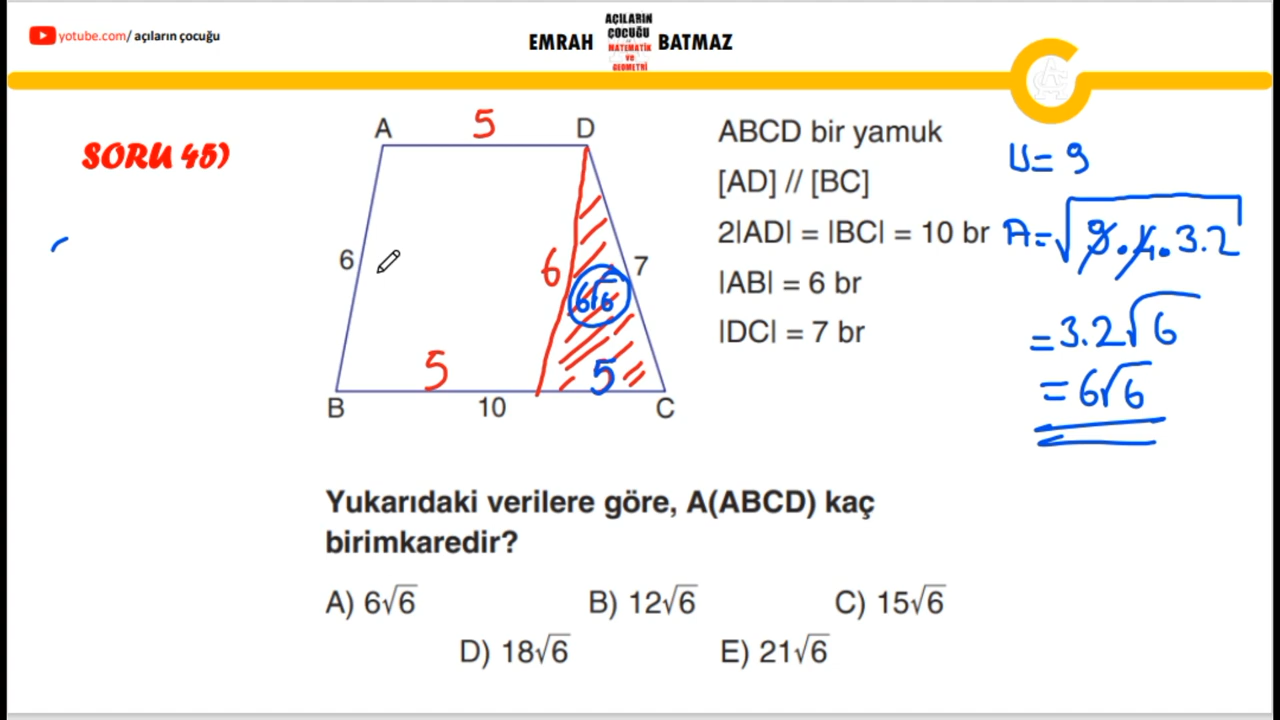 yotube.com/ açıların çocuğu
EMRAH
AÇILARIN
ÇOCUĞU
MATEMATİK
ve
GEOMETRİ
BATMAZ
SORU 45)
A 5 D
6 6 7
6√6
5 5
B 10 C
ABCD bir yamuk
[AD] // [BC]
2|AD| = |BC| = 10 br
|AB| = 6 br
|DC| = 7 br
U= 9
A=√9.4.3.2
=3.2√6
=6√6
Yukarıdaki verilere göre, A(ABCD) kaç
birimkaredir?
A) 6√6 B) 12√6 C) 15√6
D) 18√6 E) 21√6